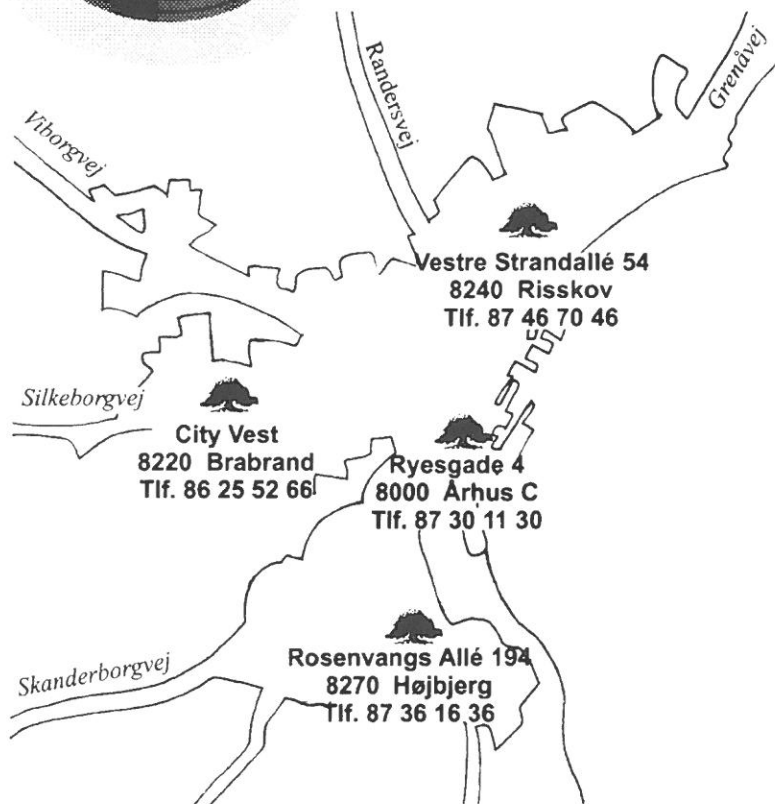 Viborgvej
Randersvej
Grenåvej
Vestre Strandallé 54
8240 Risskov
Tlf. 87 46 70 46
Silkeborgvej
City Vest
8220 Brabrand
Tlf. 86 25 52 66
Ryesgade 4
8000 Århus C
Tlf. 87 30 11 30
Skanderborgvej
Rosenvangs Allé 194
8270 Højbjerg
Tlf. 87 36 16 36